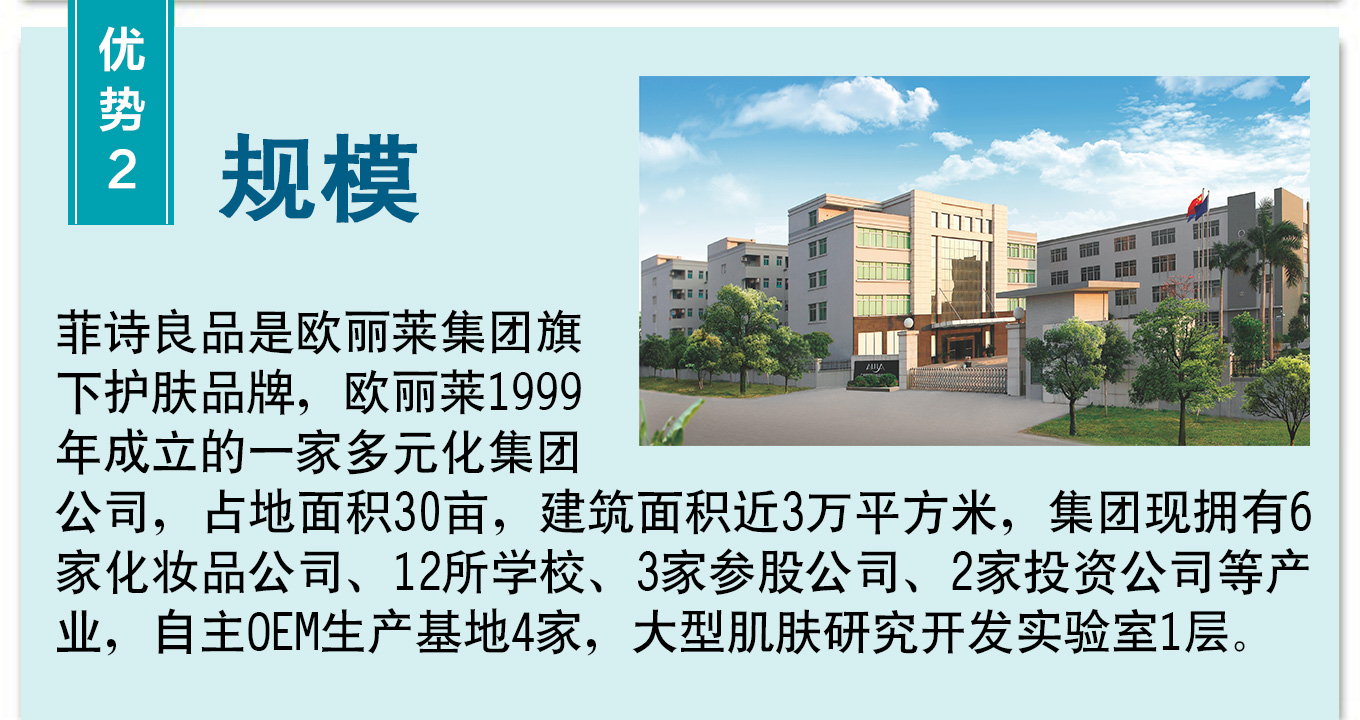 优
势
2
规模
菲诗良品是欧丽莱集团旗
下护肤品牌，欧丽莱1999
年成立的一家多元化集团
公司，占地面积30亩，建筑面积近3万平方米，集团现拥有6
家化妆品公司、12所学校、3家参股公司、2家投资公司等产
业，自主OEM生产基地4家，大型肌肤研究开发实验室1层。